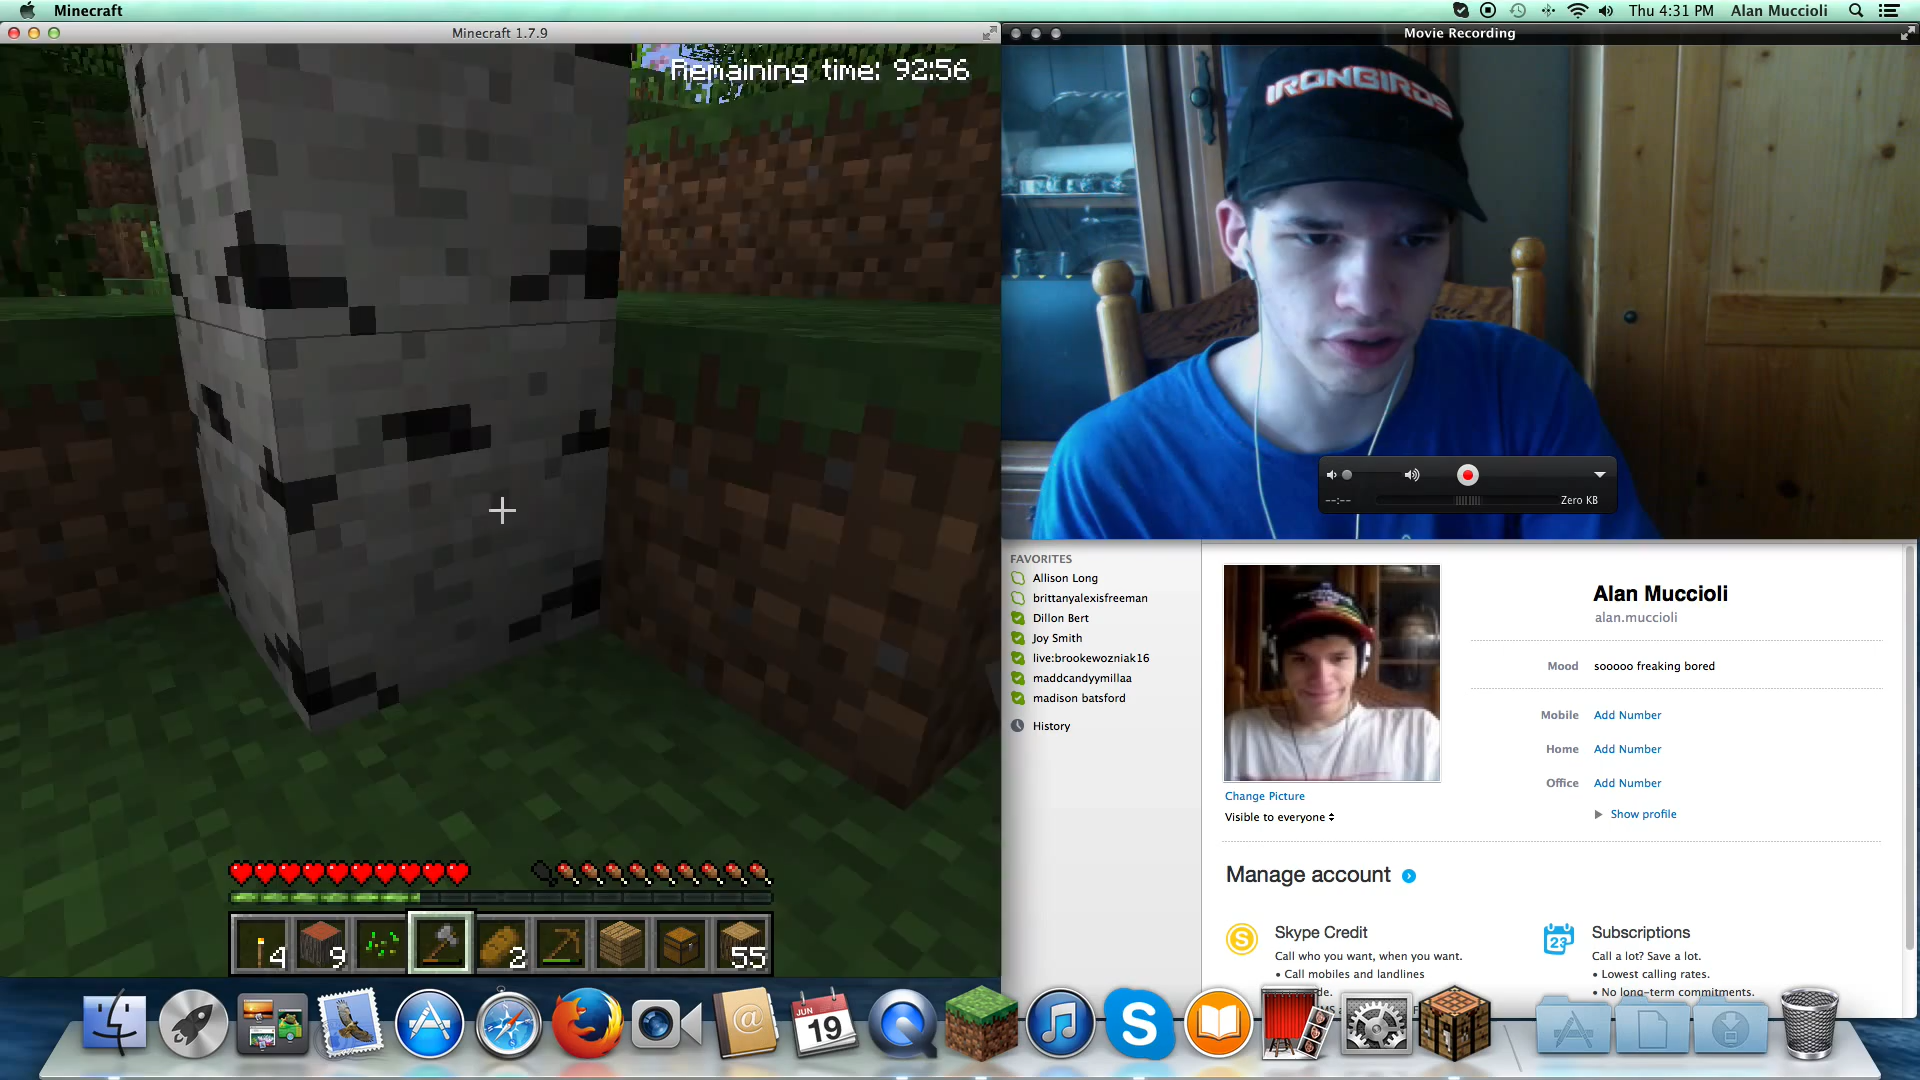 Minecraft
Thu 4:31 PM
Alan Muccioli
Minecraft 1.7.9
Remaining time: 92:56
4
9
2
55
Movie Recording
IRONBIRDS
--:--
Zero KB
FAVORITES
Allison Long
brittanyalexisfreeman
Dillon Bert
Joy Smith
live:brookewozniak16
maddcandyymillaa
madison batsford
History
Change Picture
Visible to everyone
Alan Muccioli
alan.muccioli
Mood sooooo freaking bored
Mobile Add Number
Home Add Number
Office Add Number
Show profile
Manage account
Skype Credit
Call who you want, when you want.
• Call mobiles and landlines
de.
Subscriptions
23
Call a lot? Save a lot.
• Lowest calling rates.
• No long-term commitments.
JUN
19